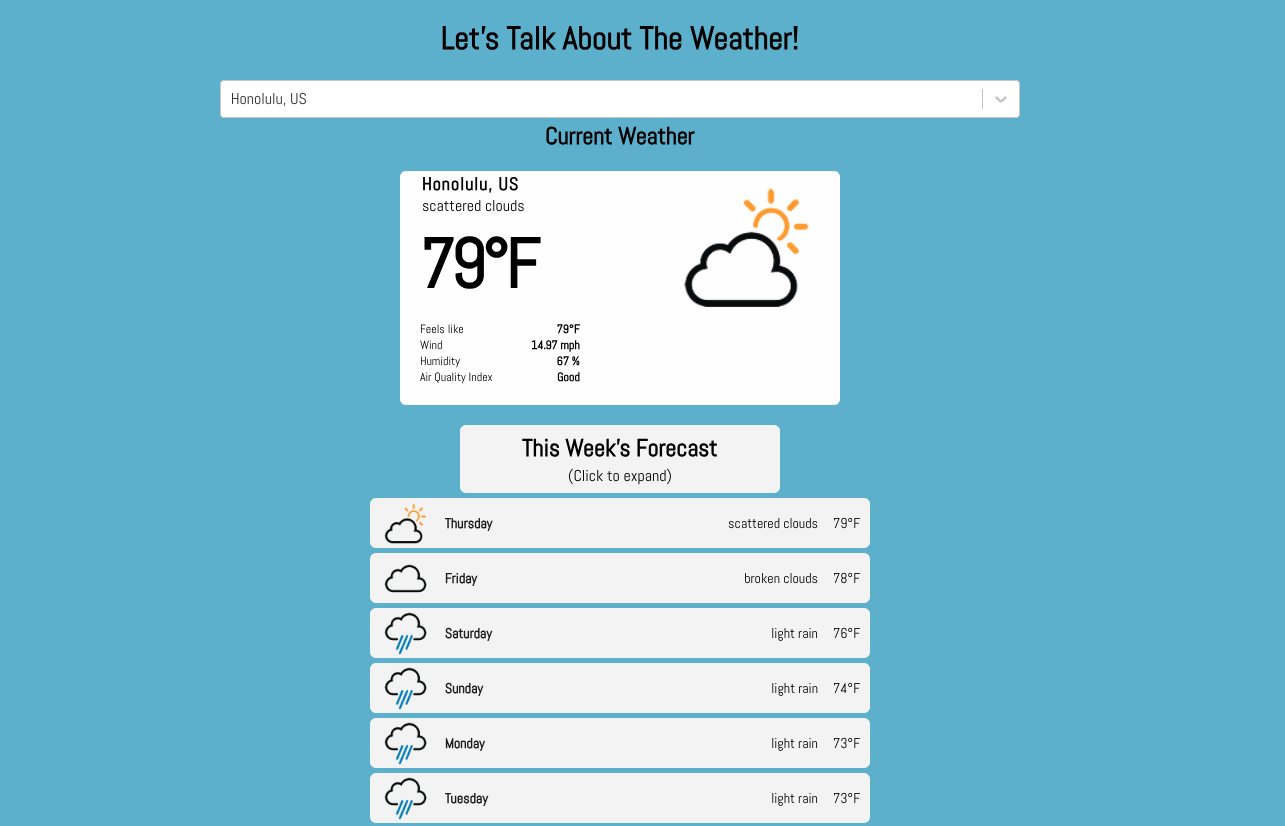 Let's Talk About The Weather!
Honolulu, US
Current Weather
Honolulu, US
scattered clouds
79°F
Feels like 79°F
Wind 14.97 mph
Humidity 67 %
Air Quality Index Good
This Week's Forecast
(Click to expand)
Thursday scattered clouds 79°F
Friday broken clouds 78°F
Saturday light rain 76°F
Sunday light rain 74°F
Monday light rain 73°F
Tuesday light rain 73°F